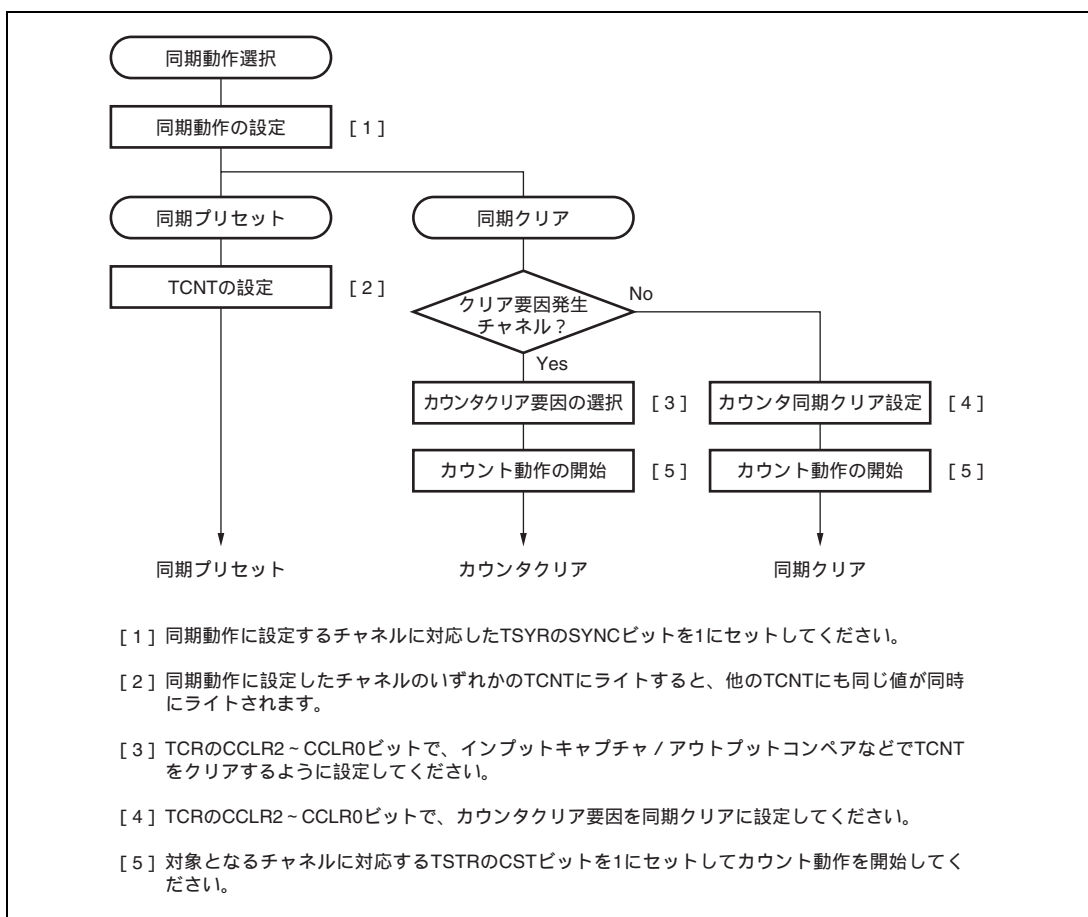 同期動作選択
同期動作の設定 [1]
同期プリセット 同期クリア
TCNTの設定 [2]
クリア要因発生
チャネル？
No
Yes
カウンタクリア要因の選択 [3] カウンタ同期クリア設定 [4]
カウント動作の開始 [5] カウント動作の開始 [5]
同期プリセット カウンタクリア 同期クリア
[1] 同期動作に設定するチャネルに対応したTSYRのSYNCビットを1にセットしてください。
[2] 同期動作に設定したチャネルのいずれかのTCNTにライトすると、他のTCNTにも同じ値が同時
にライトされます。
[3] TCRのCCLR2～CCLR0ビットで、インプットキャプチャ／アウトプットコンペアなどでTCNT
をクリアするように設定してください。
[4] TCRのCCLR2～CCLR0ビットで、カウンタクリア要因を同期クリアに設定してください。
[5] 対象となるチャネルに対応するTSTRのCSTビットを1にセットしてカウント動作を開始してく
ださい。